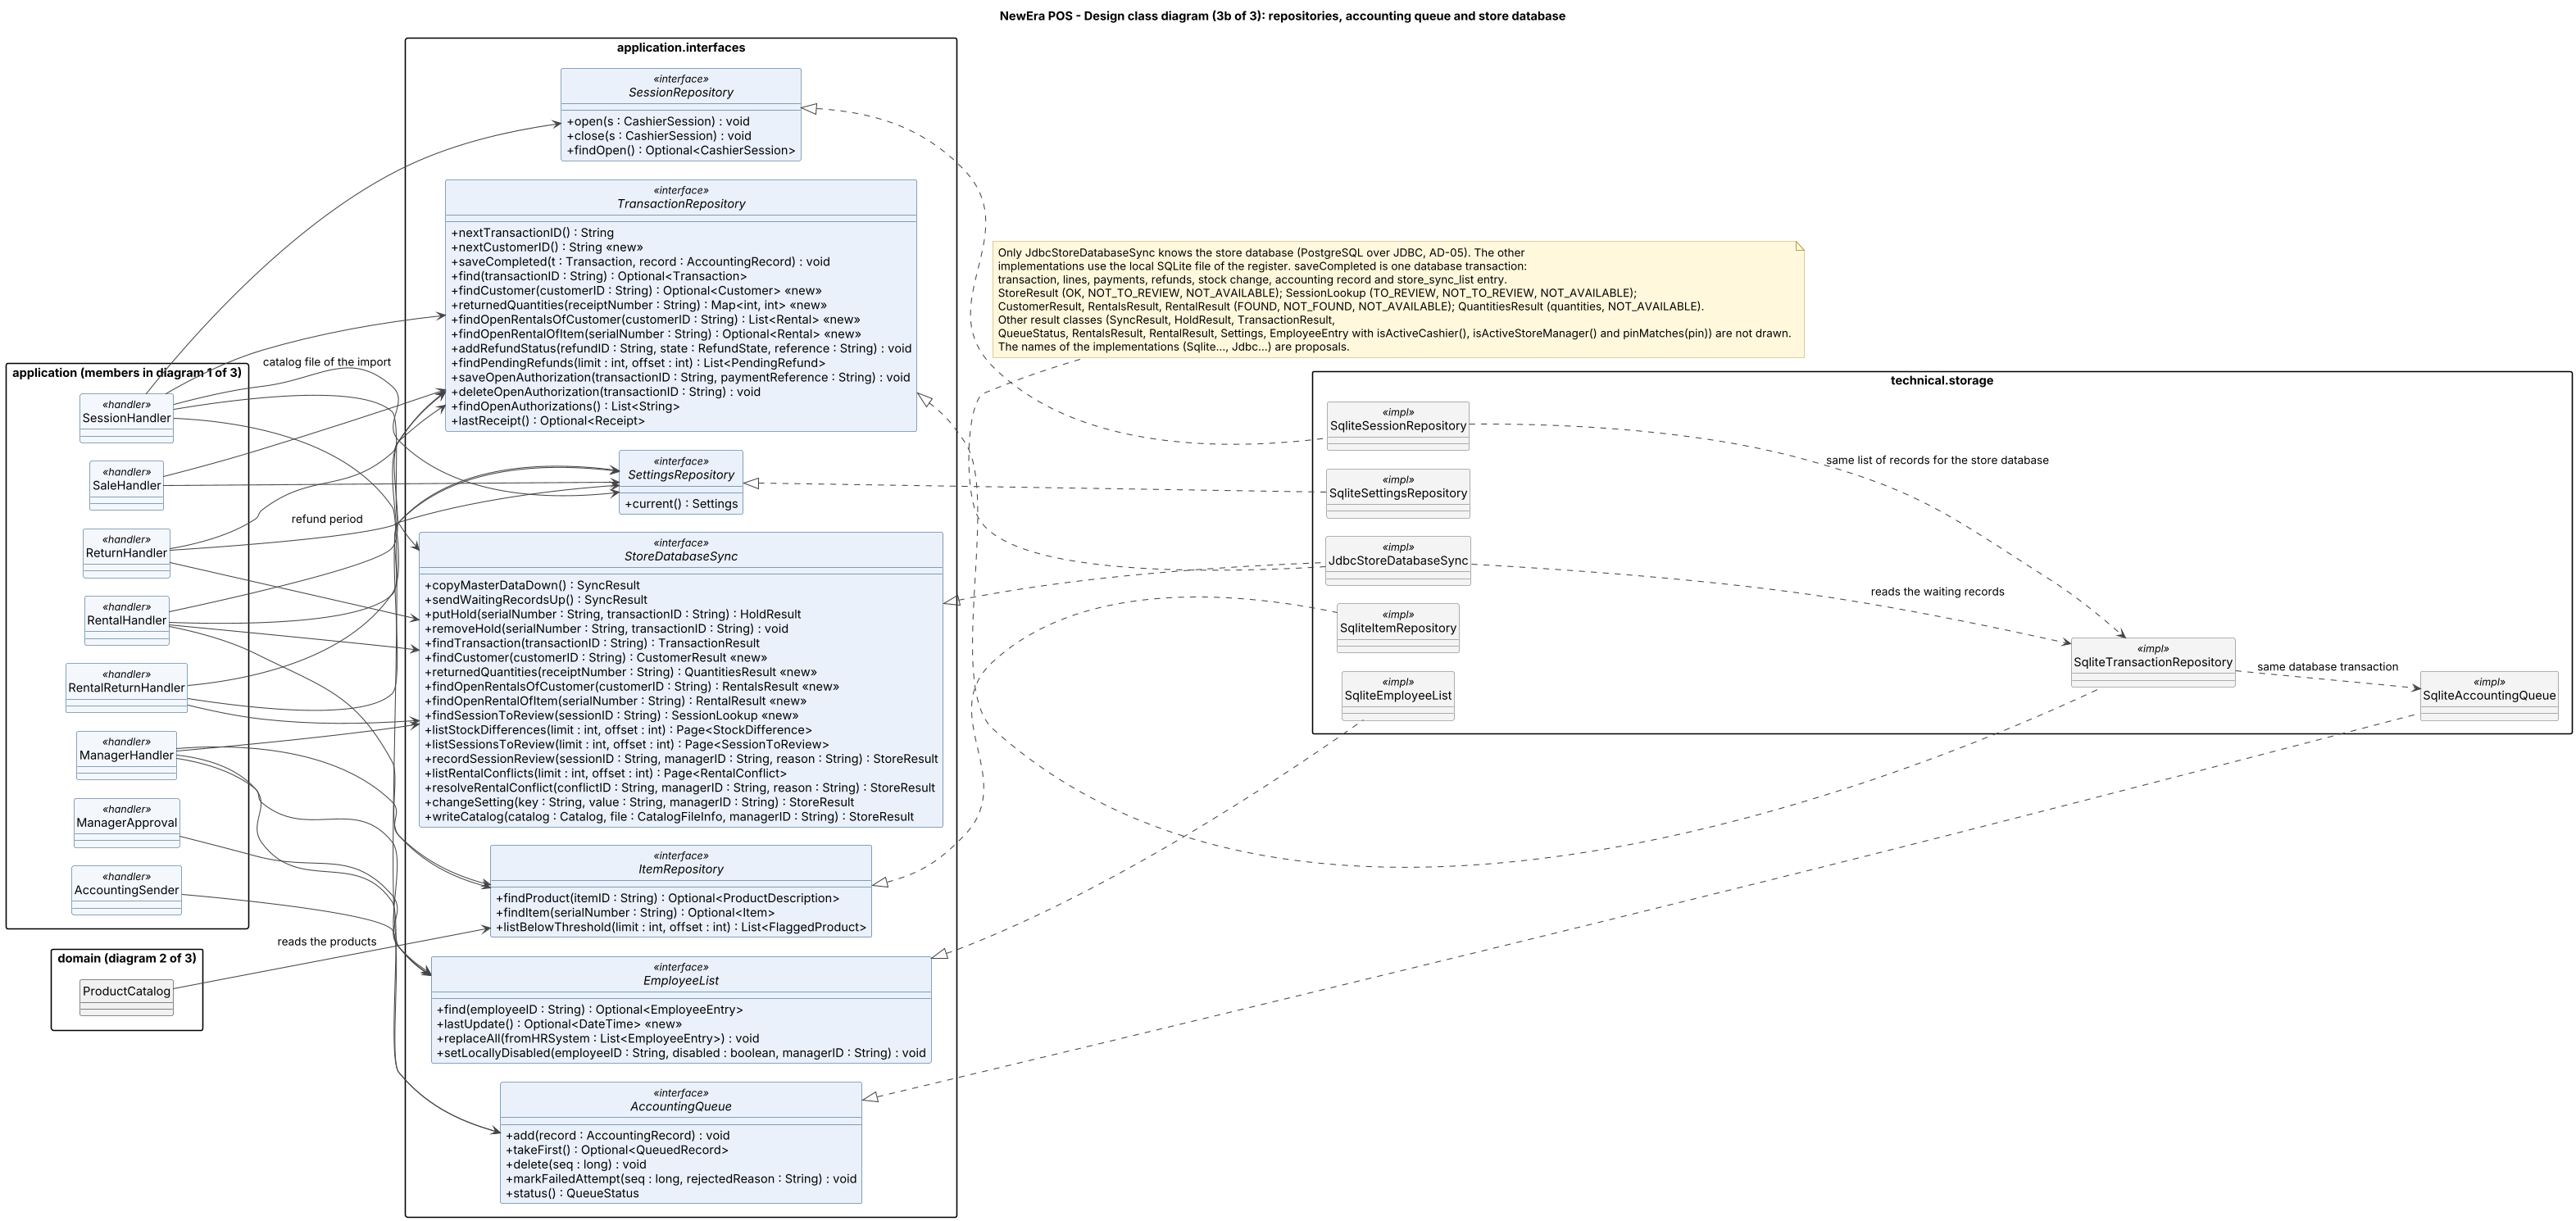 NewEra POS - Design class diagram (3b of 3): repositories, accounting queue and store database
application (members in diagram 1 of 3)
«handler»
SessionHandler
«handler»
SaleHandler
«handler»
ReturnHandler
«handler»
RentalHandler
«handler»
RentalReturnHandler
«handler»
ManagerHandler
«handler»
ManagerApproval
«handler»
AccountingSender
domain (diagram 2 of 3)
ProductCatalog
catalog file of the import
refund period
reads the products
application.interfaces
«interface»
SessionRepository
+open(s : CashierSession) : void
+close(s : CashierSession) : void
+findOpen() : Optional<CashierSession>
«interface»
TransactionRepository
+nextTransactionID() : String
+nextCustomerID() : String «new»
+saveCompleted(t : Transaction, record : AccountingRecord) : void
+find(transactionID : String) : Optional<Transaction>
+findCustomer(customerID : String) : Optional<Customer> «new»
+returnedQuantities(receiptNumber : String) : Map<int, int> «new»
+findOpenRentalsOfCustomer(customerID : String) : List<Rental> «new»
+findOpenRentalOfItem(serialNumber : String) : Optional<Rental> «new»
+addRefundStatus(refundID : String, state : RefundState, reference : String) : void
+findPendingRefunds(limit : int, offset : int) : List<PendingRefund>
+saveOpenAuthorization(transactionID : String, paymentReference : String) : void
+deleteOpenAuthorization(transactionID : String) : void
+findOpenAuthorizations() : List<String>
+lastReceipt() : Optional<Receipt>
«interface»
SettingsRepository
+current() : Settings
«interface»
StoreDatabaseSync
+copyMasterDataDown() : SyncResult
+sendWaitingRecordsUp() : SyncResult
+putHold(serialNumber : String, transactionID : String) : HoldResult
+removeHold(serialNumber : String, transactionID : String) : void
+findTransaction(transactionID : String) : TransactionResult
+findCustomer(customerID : String) : CustomerResult «new»
+returnedQuantities(receiptNumber : String) : QuantitiesResult «new»
+findOpenRentalsOfCustomer(customerID : String) : RentalsResult «new»
+findOpenRentalOfItem(serialNumber : String) : RentalResult «new»
+findSessionToReview(sessionID : String) : SessionLookup «new»
+listStockDifferences(limit : int, offset : int) : Page<StockDifference>
+listSessionsToReview(limit : int, offset : int) : Page<SessionToReview>
+recordSessionReview(sessionID : String, managerID : String, reason : String) : StoreResult
+listRentalConflicts(limit : int, offset : int) : Page<RentalConflict>
+resolveRentalConflict(conflictID : String, managerID : String, reason : String) : StoreResult
+changeSetting(key : String, value : String, managerID : String) : StoreResult
+writeCatalog(catalog : Catalog, file : CatalogFileInfo, managerID : String) : StoreResult
«interface»
ItemRepository
+findProduct(itemID : String) : Optional<ProductDescription>
+findItem(serialNumber : String) : Optional<Item>
+listBelowThreshold(limit : int, offset : int) : List<FlaggedProduct>
«interface»
EmployeeList
+find(employeeID : String) : Optional<EmployeeEntry>
+lastUpdate() : Optional<DateTime> «new»
+replaceAll(fromHRSystem : List<EmployeeEntry>) : void
+setLocallyDisabled(employeeID : String, disabled : boolean, managerID : String) : void
«interface»
AccountingQueue
+add(record : AccountingRecord) : void
+takeFirst() : Optional<QueuedRecord>
+delete(seq : long) : void
+markFailedAttempt(seq : long, rejectedReason : String) : void
+status() : QueueStatus
Only JdbcStoreDatabaseSync knows the store database (PostgreSQL over JDBC, AD-05). The other
implementations use the local SQLite file of the register. saveCompleted is one database transaction:
transaction, lines, payments, refunds, stock change, accounting record and store_sync_list entry.
StoreResult (OK, NOT_TO_REVIEW, NOT_AVAILABLE); SessionLookup (TO_REVIEW, NOT_TO_REVIEW, NOT_AVAILABLE);
CustomerResult, RentalsResult, RentalResult (FOUND, NOT_FOUND, NOT_AVAILABLE); QuantitiesResult (quantities, NOT_AVAILABLE).
Other result classes (SyncResult, HoldResult, TransactionResult,
QueueStatus, RentalsResult, RentalResult, Settings, EmployeeEntry with isActiveCashier(), isActiveStoreManager() and pinMatches(pin)) are not drawn.
The names of the implementations (Sqlite..., Jdbc...) are proposals.
technical.storage
«impl»
SqliteSessionRepository
«impl»
SqliteSettingsRepository
«impl»
JdbcStoreDatabaseSync
«impl»
SqliteItemRepository
«impl»
SqliteEmployeeList
same list of records for the store database
reads the waiting records
«impl»
SqliteTransactionRepository
same database transaction
«impl»
SqliteAccountingQueue